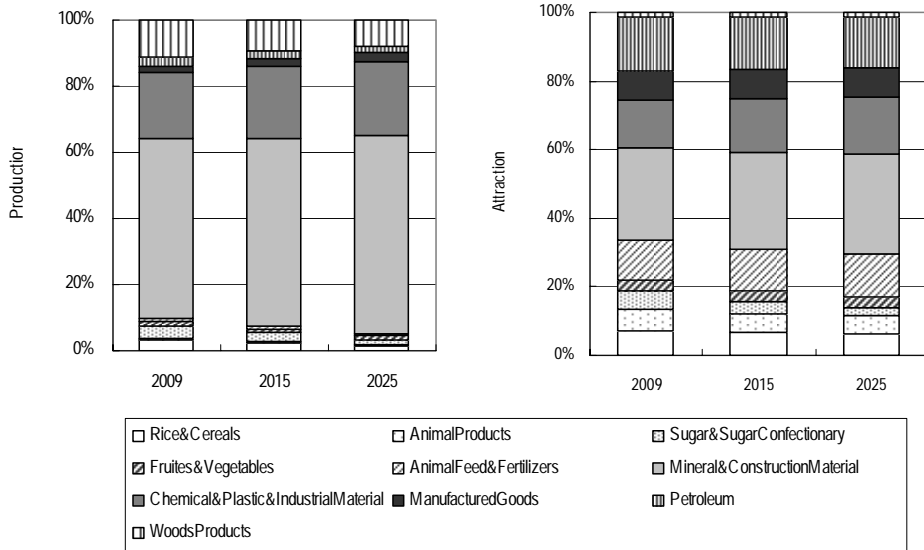 100%
80%
60%
40%
20%
0%
Production
2009 2015 2025
100%
80%
60%
40%
20%
0%
Attraction
2009 2015 2025
Rice&Cereals AnimalProducts Sugar&SugarConfectionary
Fruites&Vegetables AnimalFeed&Fertilizers Mineral&ConstructionMaterial
Chemical&Plastic&IndustrialMaterial ManufacturedGoods Petroleum
WoodsProducts